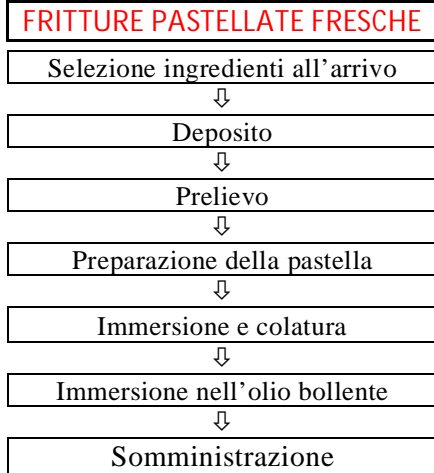 FRITTURE PASTELLATE FRESCHE
Selezione ingredienti all'arrivo
⇩
Deposito
⇩
Prelievo
⇩
Preparazione della pastella
⇩
Immersione e colatura
⇩
Immersione nell'olio bollente
⇩
Somministrazione